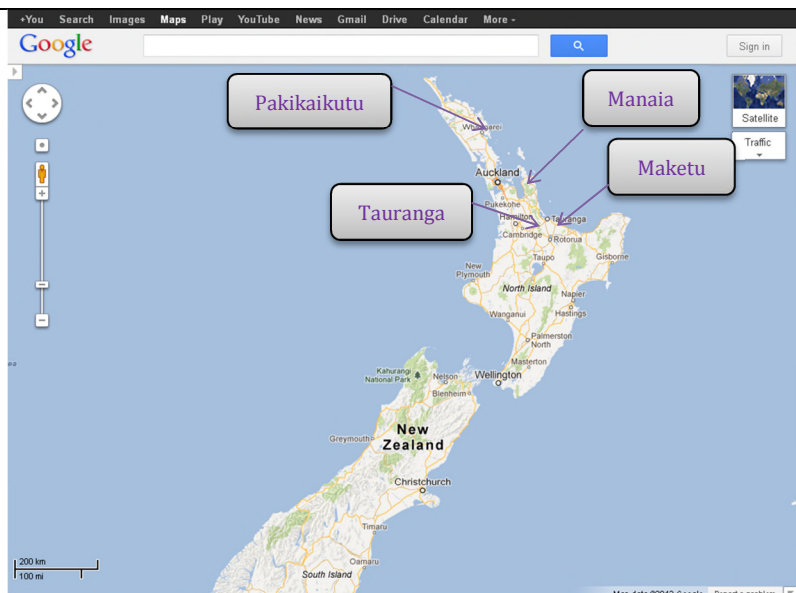 +You Search Images Maps Play YouTube News Gmail Drive Calendar More
Google
Sign in
Pakikaikutu
Manaia
Satellite
Traffic
Whangarei
Auckland
Maketu
Pukekohe
Tauranga
Hamilton
Tauranga
Cambridge
Rotorua
Taupo
Gisborne
New
Plymouth
North Island
Napier
Wanganui
Hastings
Palmerston
North
Masterton
Kahurangi
National Park
Nelson
Wellington
Blenheim
New
Zealand
Greymouth
Christchurch
Timaru
200 km
100 mi
Oamaru
South Island